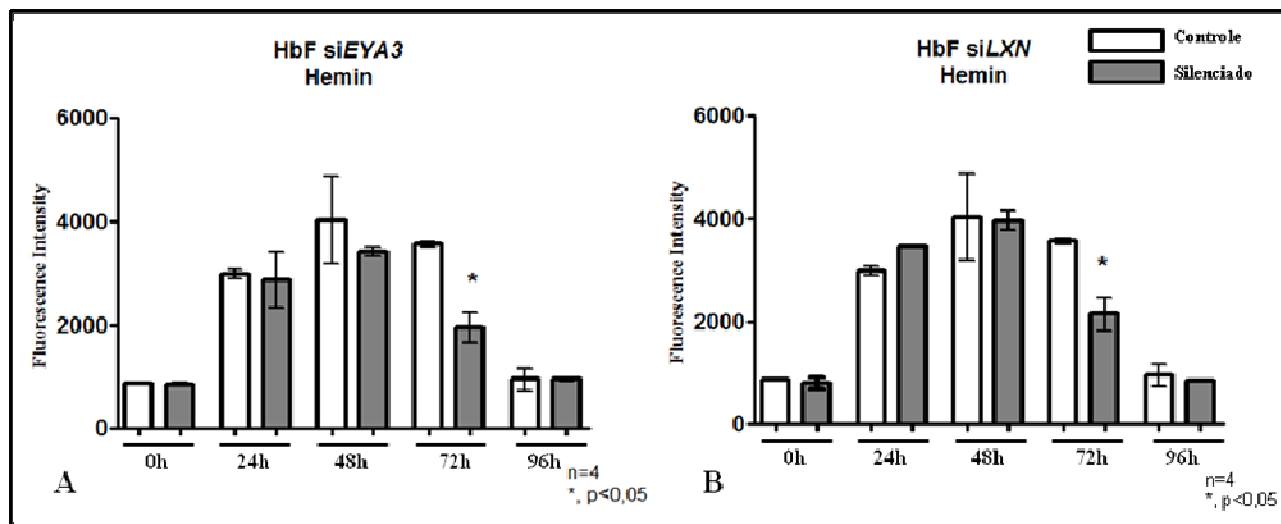 HbF siEYA3
Hemin
Fluorescence Intensity
6000
4000
2000
0
0h 24h 48h 72h 96h
*
A
n=4
*, p<0,05
HbF siLXN
Hemin
Controle
Silenciado
Fluorescence Intensity
6000
4000
2000
0
0h 24h 48h 72h 96h
*
B
n=4
*, p<0,05